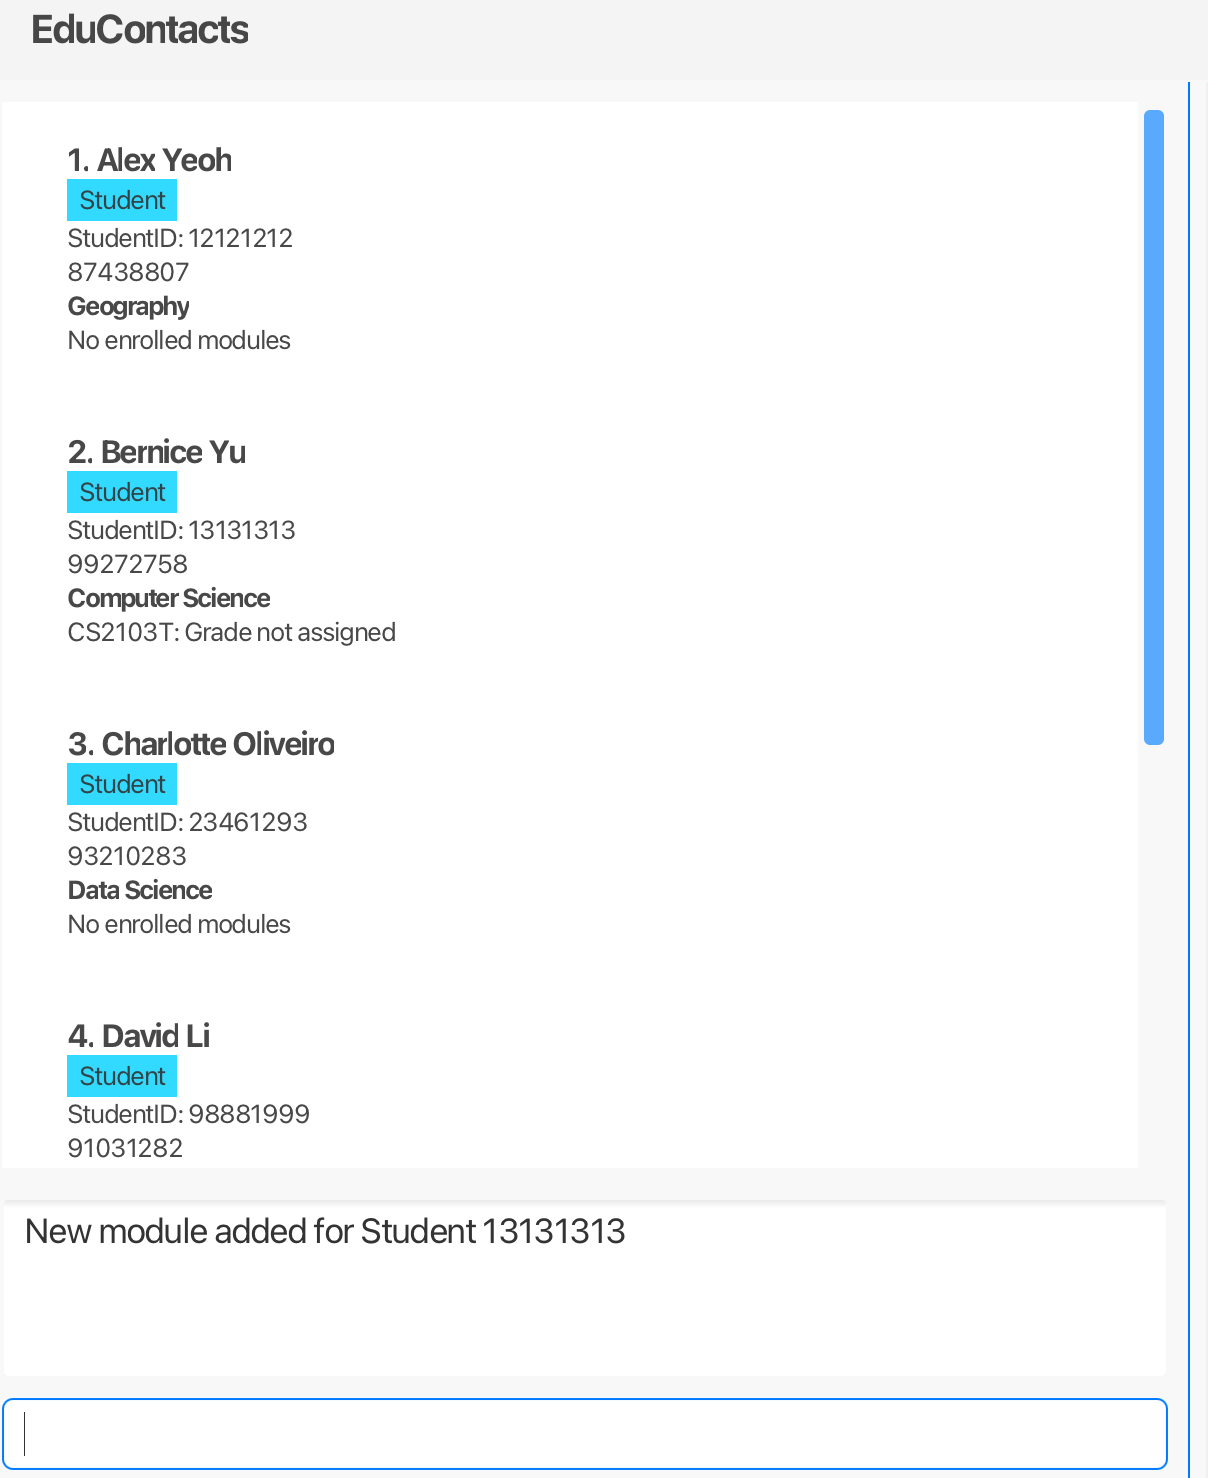 EduContacts
1. Alex Yeoh
Student
StudentID: 12121212
87438807
Geography
No enrolled modules
2. Bernice Yu
Student
StudentID: 13131313
99272758
Computer Science
CS2103T: Grade not assigned
3. Charlotte Oliveiro
Student
StudentID: 23461293
93210283
Data Science
No enrolled modules
4. David Li
Student
StudentID: 98881999
91031282
New module added for Student 13131313